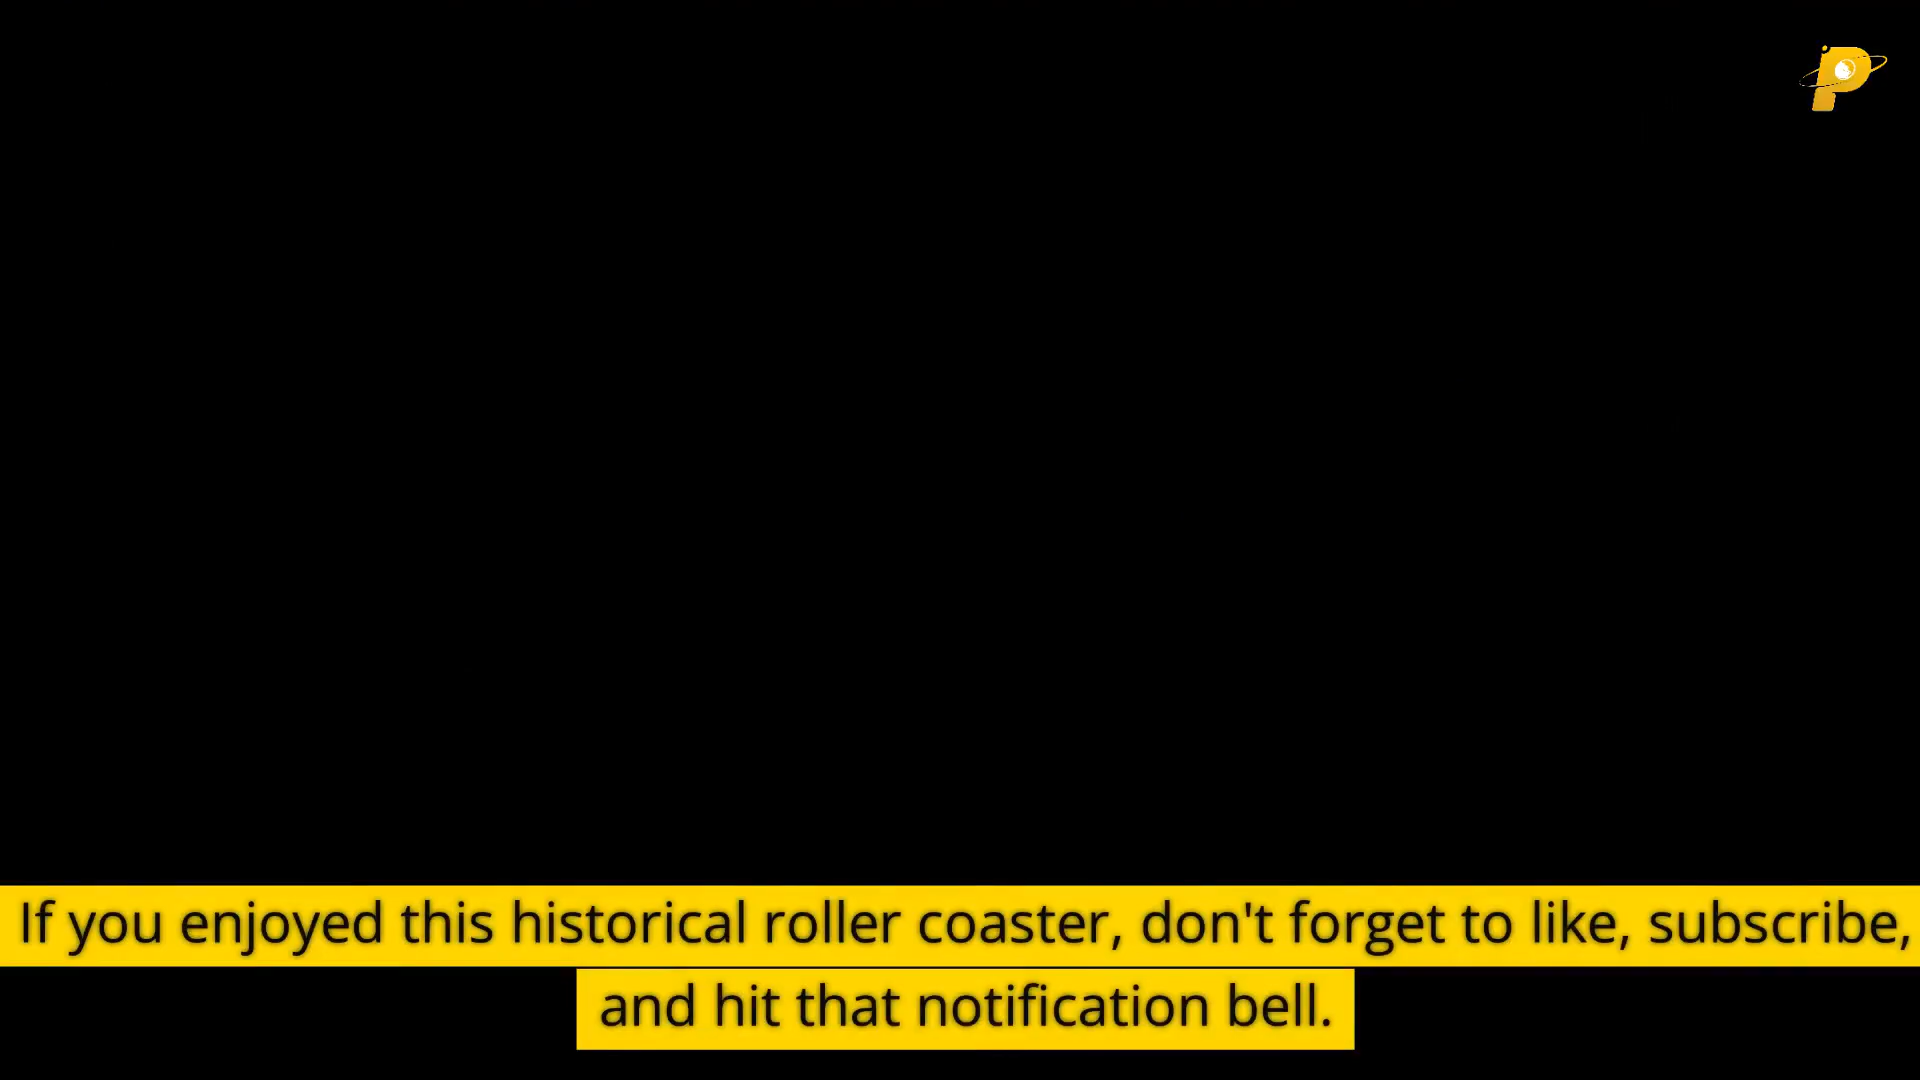 If you enjoyed this historical roller coaster, don't forget to like, subscribe,
and hit that notification bell.